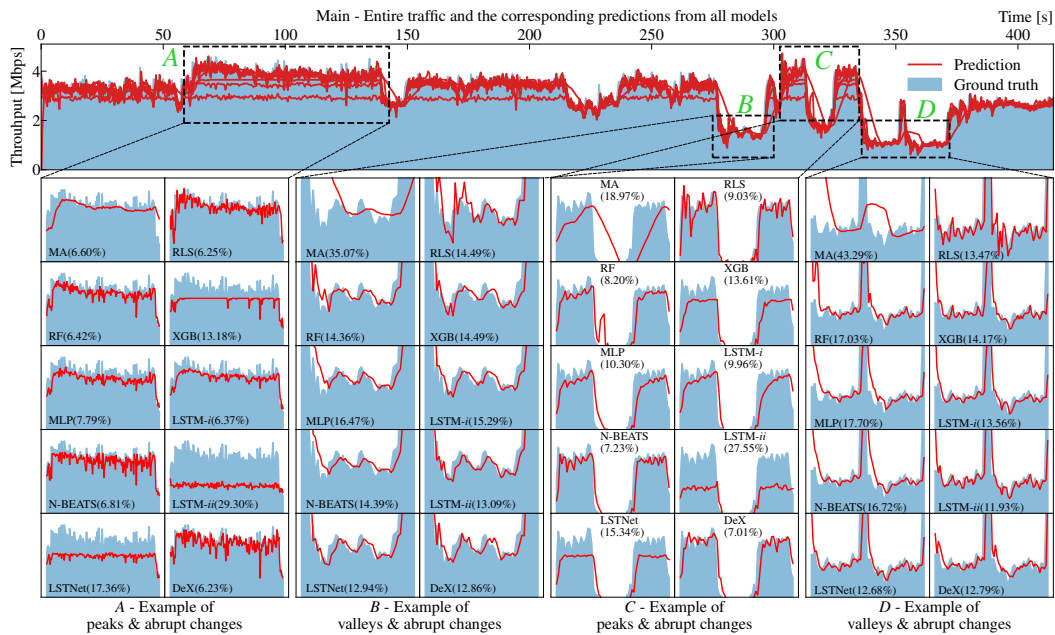 Main - Entire traffic and the corresponding predictions from all models
Time [s]
0 50 100 150 200 250 300 350 400
Throuthput [Mbps]
4
2
0
A
B
C
D
Prediction
Ground truth
MA(6.60%)
RLS(6.25%)
MA(35.07%)
RLS(14.49%)
MA
(18.97%)
RLS
(9.03%)
MA(43.29%)
RLS(13.47%)
RF(6.42%)
XGB(13.18%)
RF(14.36%)
XGB(14.49%)
RF
(8.20%)
XGB
(13.61%)
RF(17.03%)
XGB(14.17%)
MLP(7.79%)
LSTM-i(6.37%)
MLP(16.47%)
LSTM-i(15.29%)
MLP
(10.30%)
LSTM-i
(9.96%)
MLP(17.70%)
LSTM-i(13.56%)
N-BEATS(6.81%)
LSTM-ii(29.30%)
N-BEATS(14.39%)
LSTM-ii(13.09%)
N-BEATS
(7.23%)
LSTM-ii
(27.55%)
N-BEATS(16.72%)
LSTM-ii(11.93%)
LSTNet(17.36%)
DeX(6.23%)
LSTNet(12.94%)
DeX(12.86%)
LSTNet
(15.34%)
DeX
(7.01%)
LSTNet(12.68%)
DeX(12.79%)
A - Example of
peaks & abrupt changes
B - Example of
valleys & abrupt changes
C - Example of
peaks & abrupt changes
D - Example of
valleys & abrupt changes